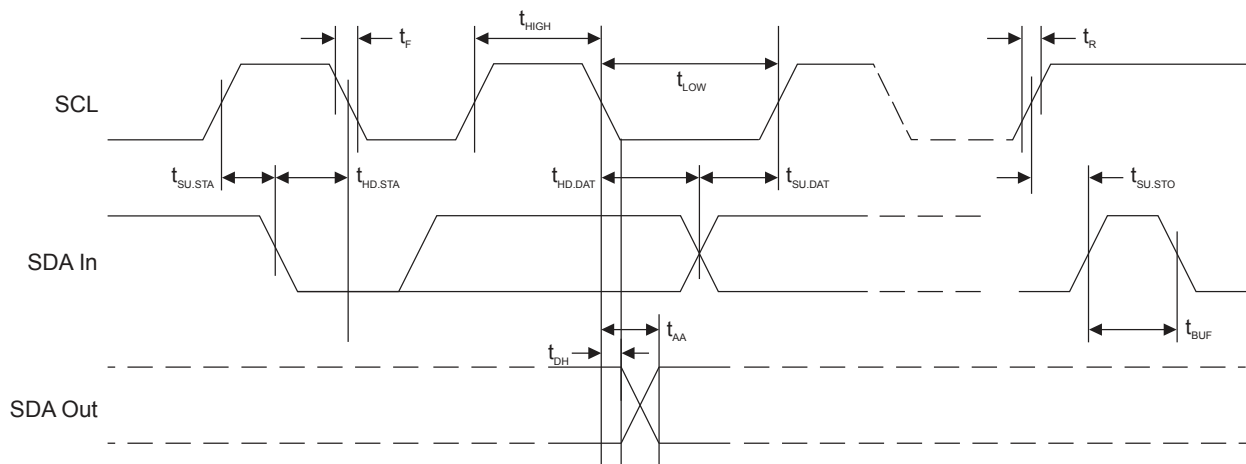 tHIGH
tF
tR
SCL
tLOW
tSU.STA
tHD.STA
tHD.DAT
tSU.DAT
tSU.STO
SDA In
tAA
tBUF
tDH
SDA Out